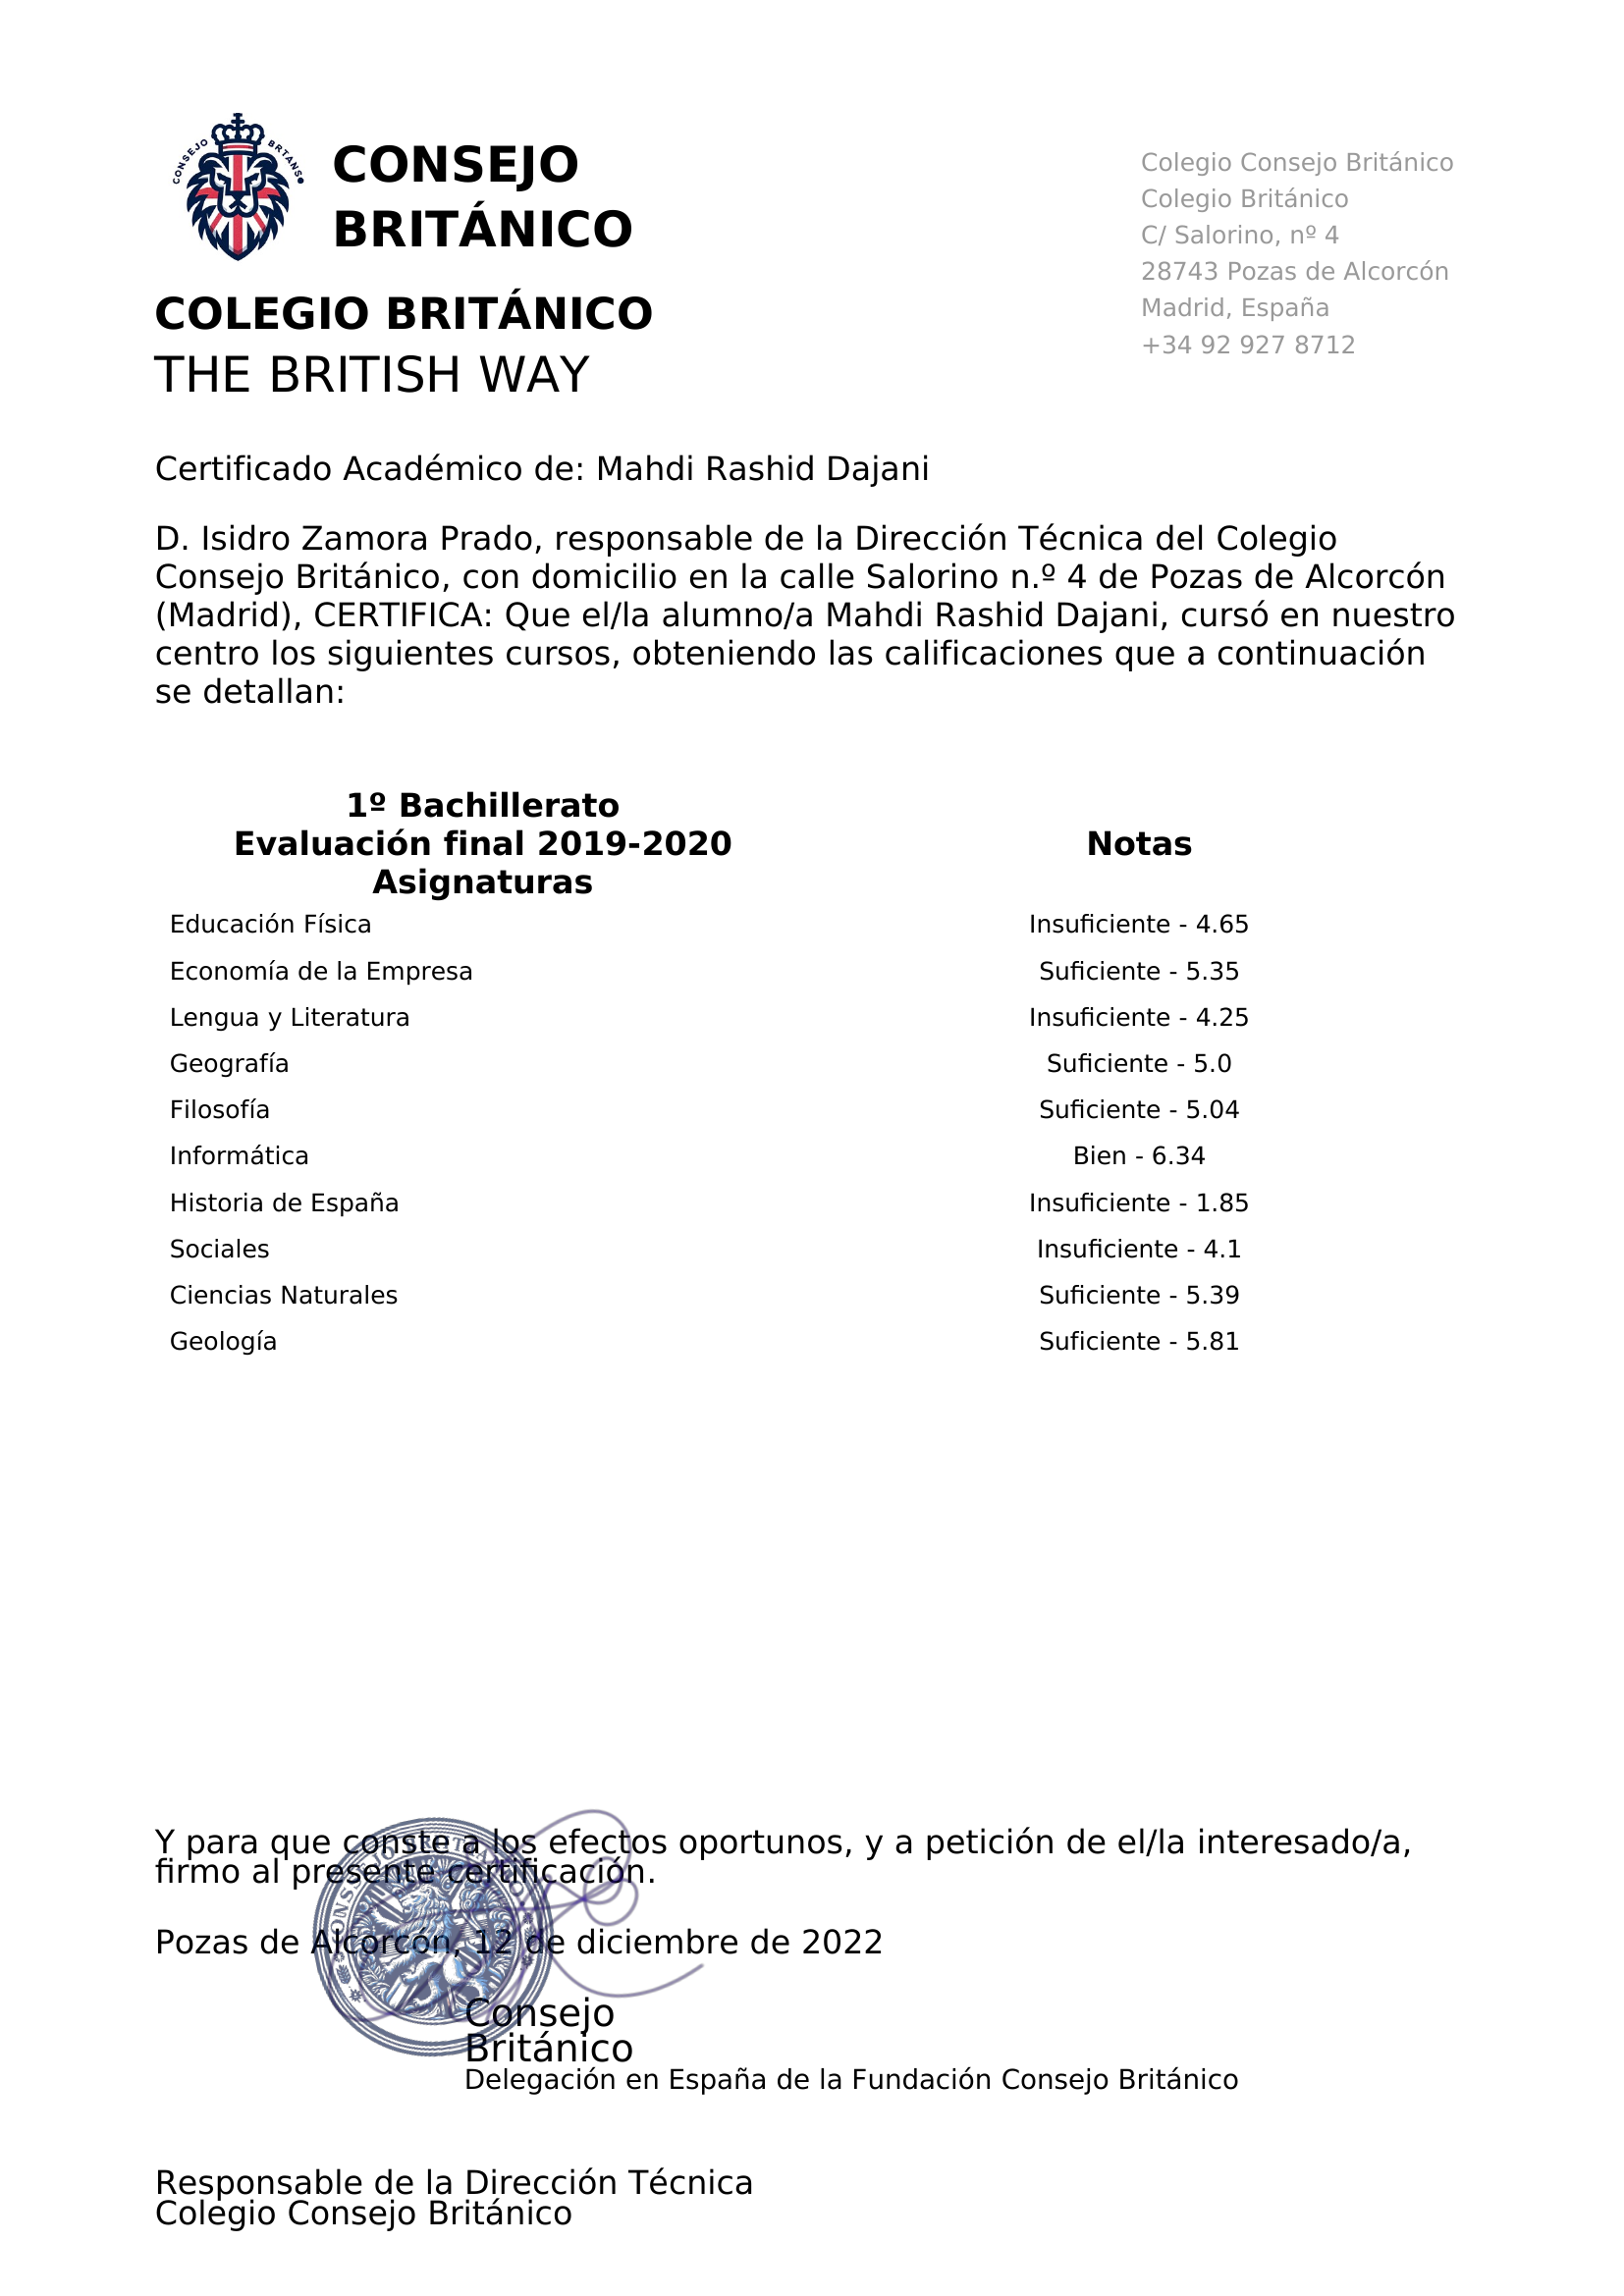 CONSEJO BRTANS
CONSEJO
BRITÁNICO
COLEGIO BRITÁNICO
THE BRITISH WAY
Colegio Consejo Británico
Colegio Británico
C/ Salorino, nº 4
28743 Pozas de Alcorcón
Madrid, España
+34 92 927 8712
Certificado Académico de: Mahdi Rashid Dajani
D. Isidro Zamora Prado, responsable de la Dirección Técnica del Colegio
Consejo Británico, con domicilio en la calle Salorino n.º 4 de Pozas de Alcorcón
(Madrid), CERTIFICA: Que el/la alumno/a Mahdi Rashid Dajani, cursó en nuestro
centro los siguientes cursos, obteniendo las calificaciones que a continuación
se detallan:
1º Bachillerato
Evaluación final 2019-2020 Notas
Asignaturas
Educación Física Insuficiente - 4.65
Economía de la Empresa Suficiente - 5.35
Lengua y Literatura Insuficiente - 4.25
Geografía Suficiente - 5.0
Filosofía Suficiente - 5.04
Informática Bien - 6.34
Historia de España Insuficiente - 1.85
Sociales Insuficiente - 4.1
Ciencias Naturales Suficiente - 5.39
Geología Suficiente - 5.81
Y para que conste a los efectos oportunos, y a petición de el/la interesado/a,
firmo al presente certificación.
Pozas de Alcorcón, 12 de diciembre de 2022
Consejo
Británico
Delegación en España de la Fundación Consejo Británico
Responsable de la Dirección Técnica
Colegio Consejo Británico